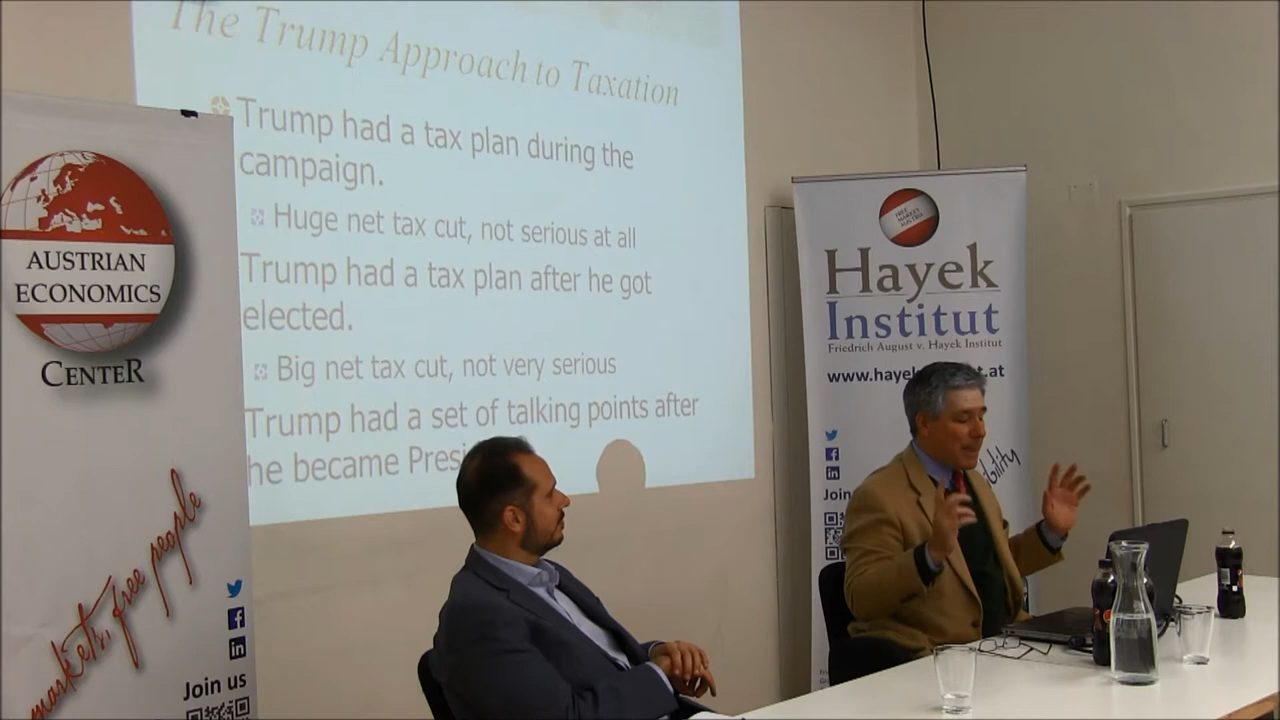 The Trump Approach to Taxation
Trump had a tax plan during the
campaign.
Huge net tax cut, not serious at all
Trump had a tax plan after he got
elected.
Big net tax cut, not very serious
Trump had a set of talking points after
he became
AUSTRIAN
ECONOMICS
CENTER
markets, free people
Join us
FREE
MARKET
Hayek
Institut
Friedrich August v. Hayek Institut
www.hayek
.at
Join